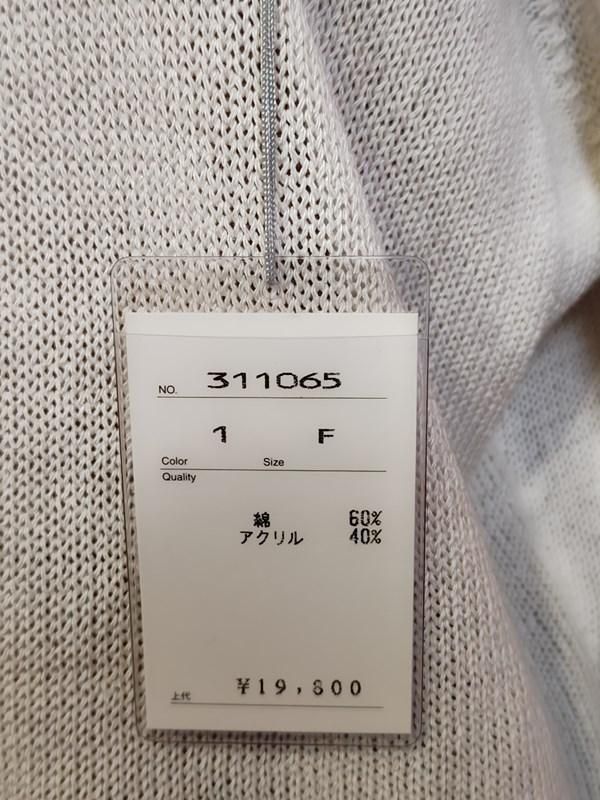 NO. 311065
1 F
Color Size
Quality
綿 60%
アクリル 40%
上代 ¥19,800